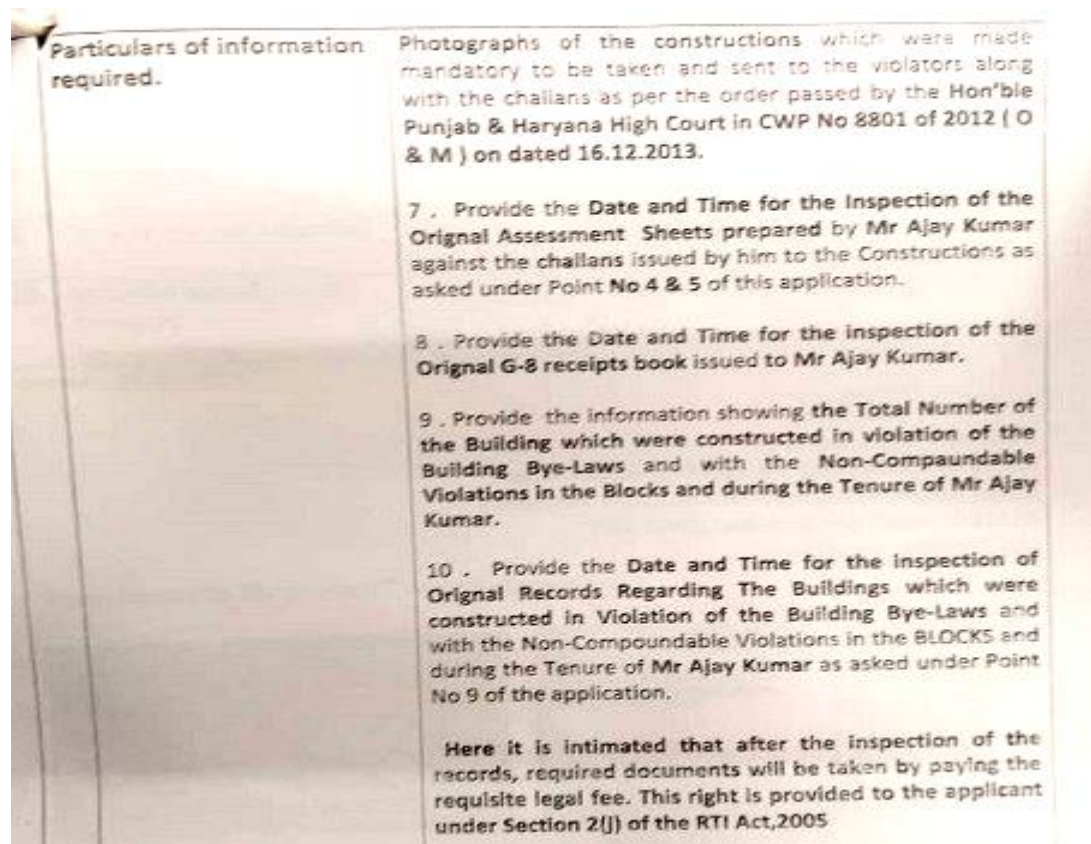 Particulars of information
required.
Photographs of the constructions which were made
mandatory to be taken and sent to the violators along
with the challans as per the order passed by the Hon'ble
Punjab & Haryana High Court in CWP No 8801 of 2012 ( O
& M ) on dated 16.12.2013.
7 . Provide the Date and Time for the Inspection of the
Orignal Assessment Sheets prepared by Mr Ajay Kumar
against the challans issued by him to the Constructions as
asked under Point No 4 & 5 of this application.
8 . Provide the Date and Time for the inspection of the
Orignal G-8 receipts book issued to Mr Ajay Kumar.
9 . Provide the information showing the Total Number of
the Building which were constructed in violation of the
Building Bye-Laws and with the Non-Compaundable
Violations in the Blocks and during the Tenure of Mr Ajay
Kumar.
10 . Provide the Date and Time for the inspection of
Orignal Records Regarding The Buildings which were
constructed in Violation of the Building Bye-Laws and
with the Non-Compoundable Violations in the BLOCKS and
during the Tenure of Mr Ajay Kumar as asked under Point
No 9 of the application.
Here it is intimated that after the inspection of the
records, required documents will be taken by paying the
requisite legal fee. This right is provided to the applicant
under Section 2(J) of the RTI Act,2005